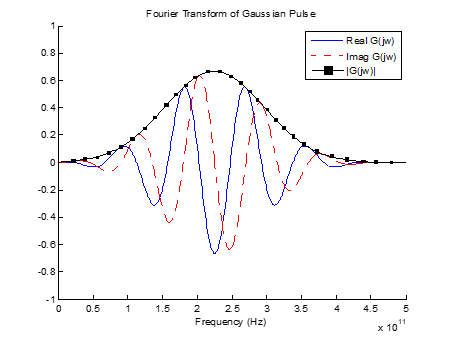 Fourier Transform of Gaussian Pulse
1
0.8
0.6
0.4
0.2
0
-0.2
-0.4
-0.6
-0.8
-1
Real G(jw)
Imag G(jw)
|G(jw)|
0 0.5 1 1.5 2 2.5 3 3.5 4 4.5 5
Frequency (Hz)
x 10^11